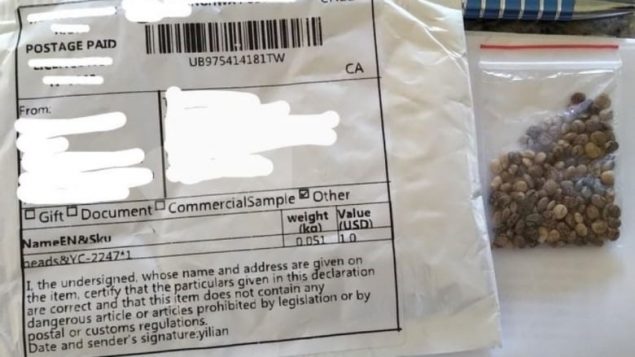 POSTAGE PAID
UB975414181TW
CA
From:
Gift Document CommercialSample Other
NameEN&Sku weight (kg) Value (USD)
0.051 1.0
beads&YC-2247*1
I, the undersigned, whose name and address are given on
the item, certify that the particulars given in this declaration
are correct and that this item does not contain any
dangerous article or articles prohibited by legislation or by
postal or customs regulations.
Date and sender's signature:yilian